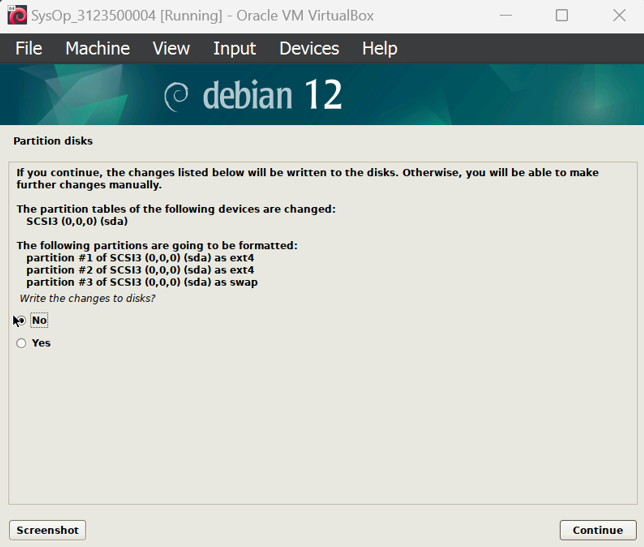 SysOp_3123500004 [Running] - Oracle VM VirtualBox
File Machine View Input Devices Help
debian 12
Partition disks
If you continue, the changes listed below will be written to the disks. Otherwise, you will be able to make
further changes manually.
The partition tables of the following devices are changed:
SCSI3 (0,0,0) (sda)
The following partitions are going to be formatted:
partition #1 of SCSI3 (0,0,0) (sda) as ext4
partition #2 of SCSI3 (0,0,0) (sda) as ext4
partition #3 of SCSI3 (0,0,0) (sda) as swap
Write the changes to disks?
No
Yes
Screenshot
Continue